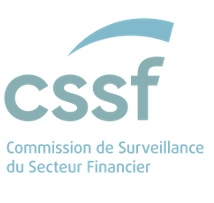 cssf
Commission de Surveillance
du Secteur Financier